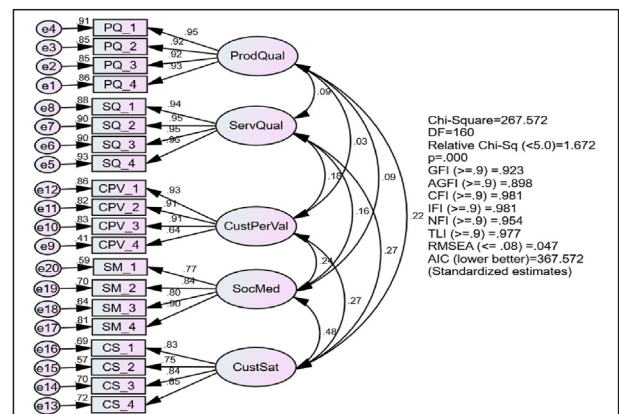 e4 .91 PQ_1 .95
e3 .85 PQ_2 .92
e2 .85 PQ_3 .92
e1 .86 PQ_4 .93
ProdQual
e8 .88 SQ_1 .94
e7 .90 SQ_2 .95
e6 .90 SQ_3 .95
e5 .93 SQ_4 .96
ServQual
e12 .86 CPV_1 .93
e11 .82 CPV_2 .91
e10 .83 CPV_3 .91
e9 .41 CPV_4 .64
CustPerVal
e20 .59 SM_1 .77
e19 .70 SM_2 .84
e18 .64 SM_3 .80
e17 .81 SM_4 .90
SocMed
e16 .69 CS_1 .83
e15 .57 CS_2 .75
e14 .70 CS_3 .84
e13 .72 CS_4 .85
CustSat
.09
.03
.18
.09
.16
.22
.27
.24
.27
.48
Chi-Square=267.572
DF=160
Relative Chi-Sq (<5.0)=1.672
p=.000
GFI (>=.9) =.923
AGFI (>=.9) =.898
CFI (>=.9) =.981
IFI (>=.9) =.981
NFI (>=.9) =.954
TLI (>=.9) =.977
RMSEA (<= .08) =.047
AIC (lower better)=367.572
(Standardized estimates)